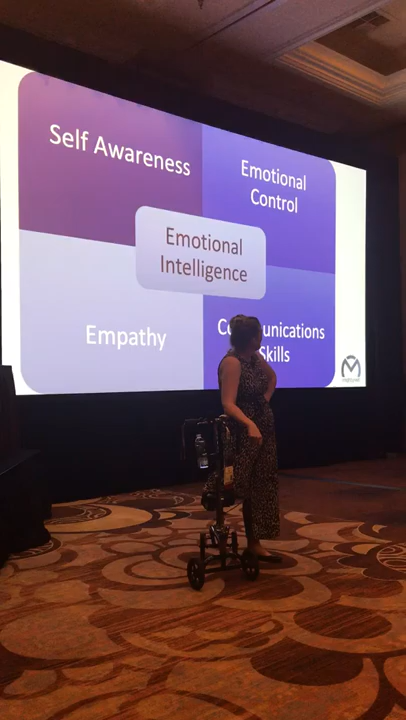 Self Awareness
Emotional
Control
Emotional
Intelligence
Empathy
Skills